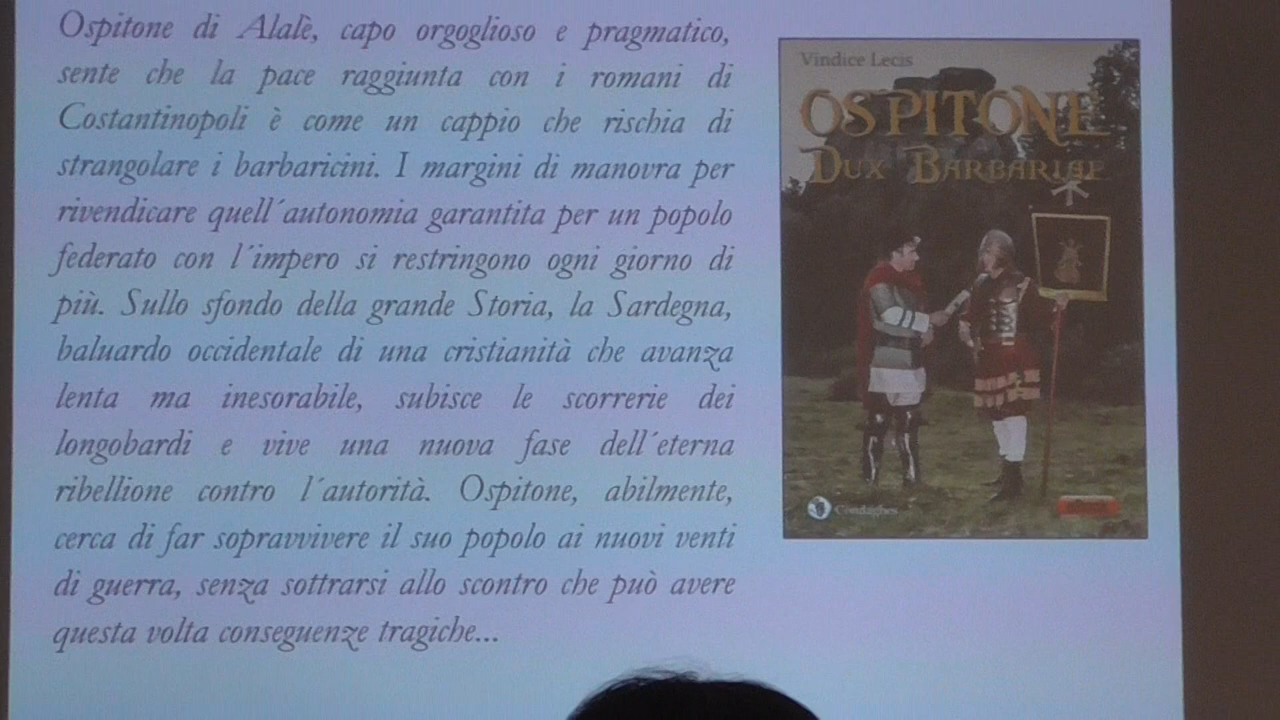 Ospitone di Alalè, capo orgoglioso e pragmatico,
sente che la pace raggiunta con i romani di
Costantinopoli è come un cappio che rischia di
strangolare i barbaricini. I margini di manovra per
rivendicare quell´autonomia garantita per un popolo
federato con l´impero si restringono ogni giorno di
più. Sullo sfondo della grande Storia, la Sardegna,
baluardo occidentale di una cristianità che avanza
lenta ma inesorabile, subisce le scorrerie dei
longobardi e vive una nuova fase dell´eterna
ribellione contro l´autorità. Ospitone, abilmente,
cerca di far sopravvivere il suo popolo ai nuovi venti
di guerra, senza sottrarsi allo scontro che può avere
questa volta conseguenze tragiche...
Vindice Lecis
OSPITONE
DUX BARBARIAE
Condaghes